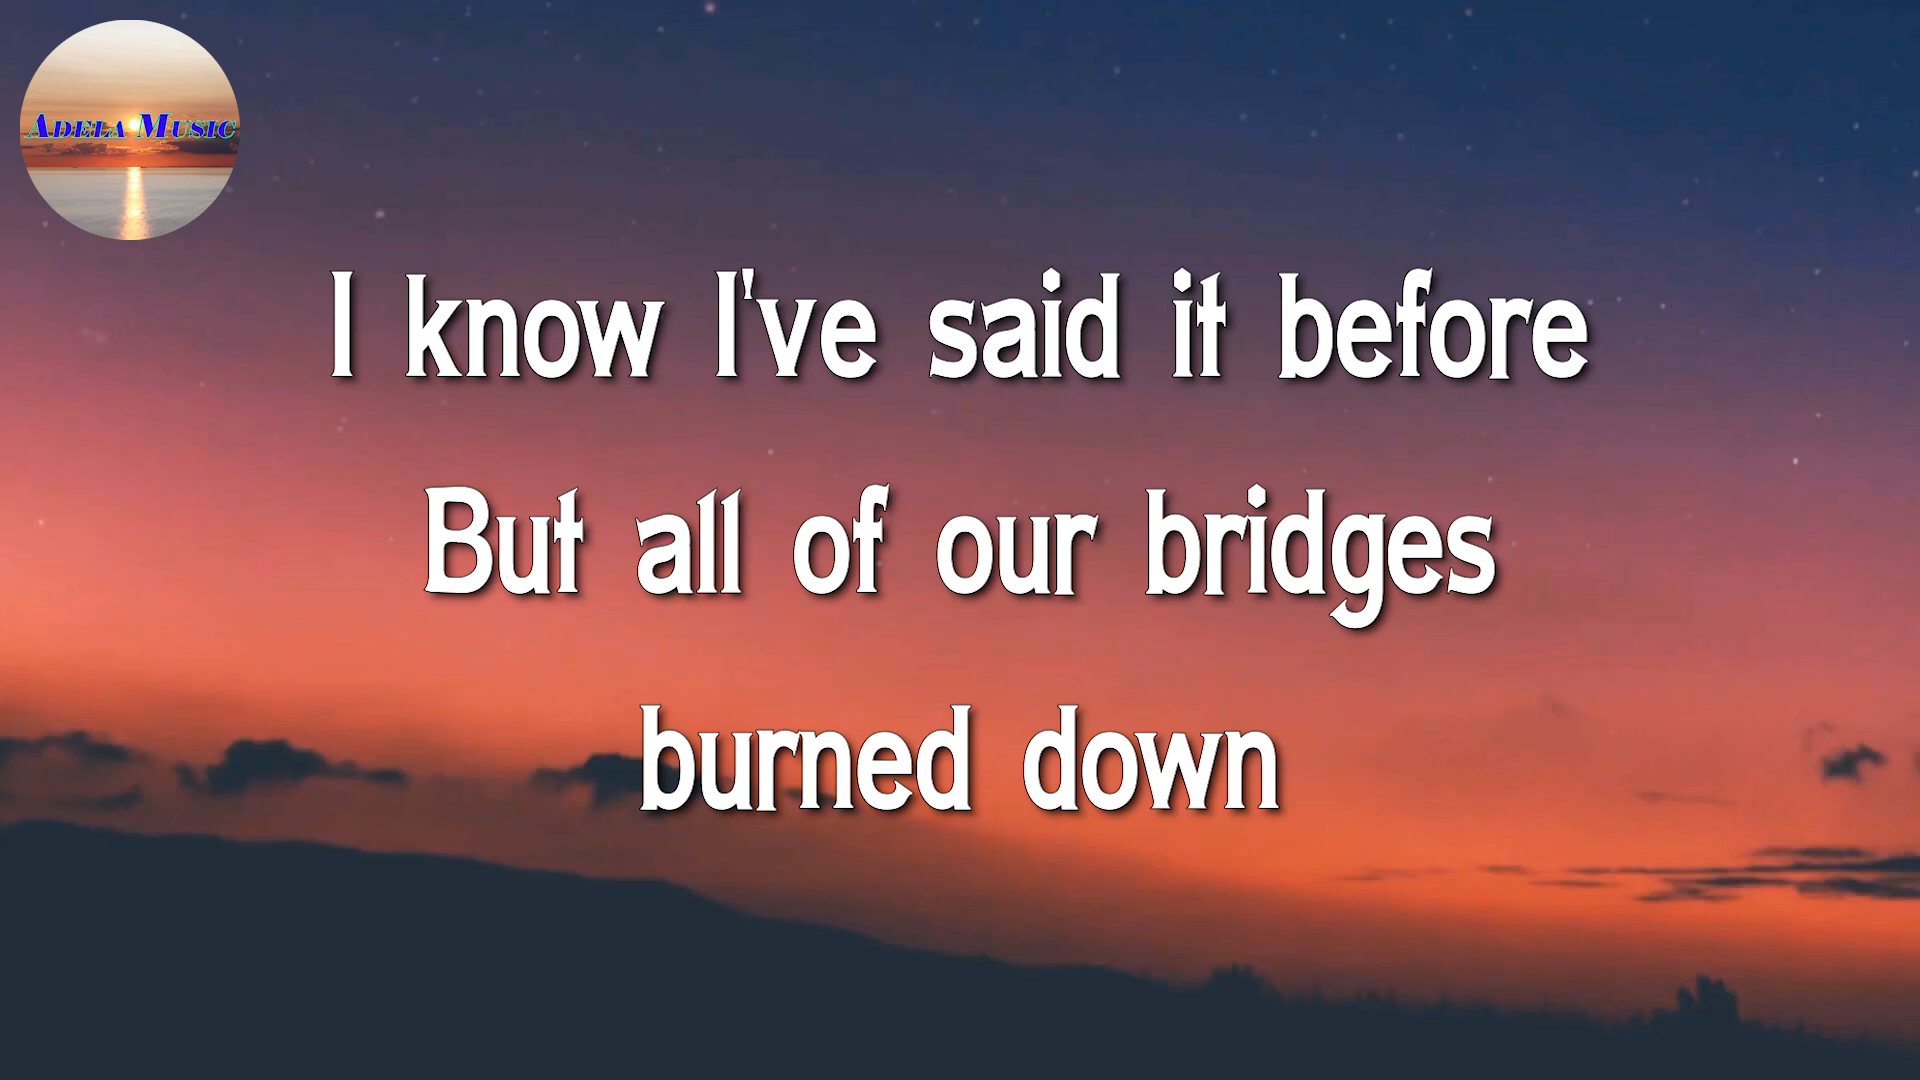 Adela Music
I know I've said it before
But all of our bridges
burned down